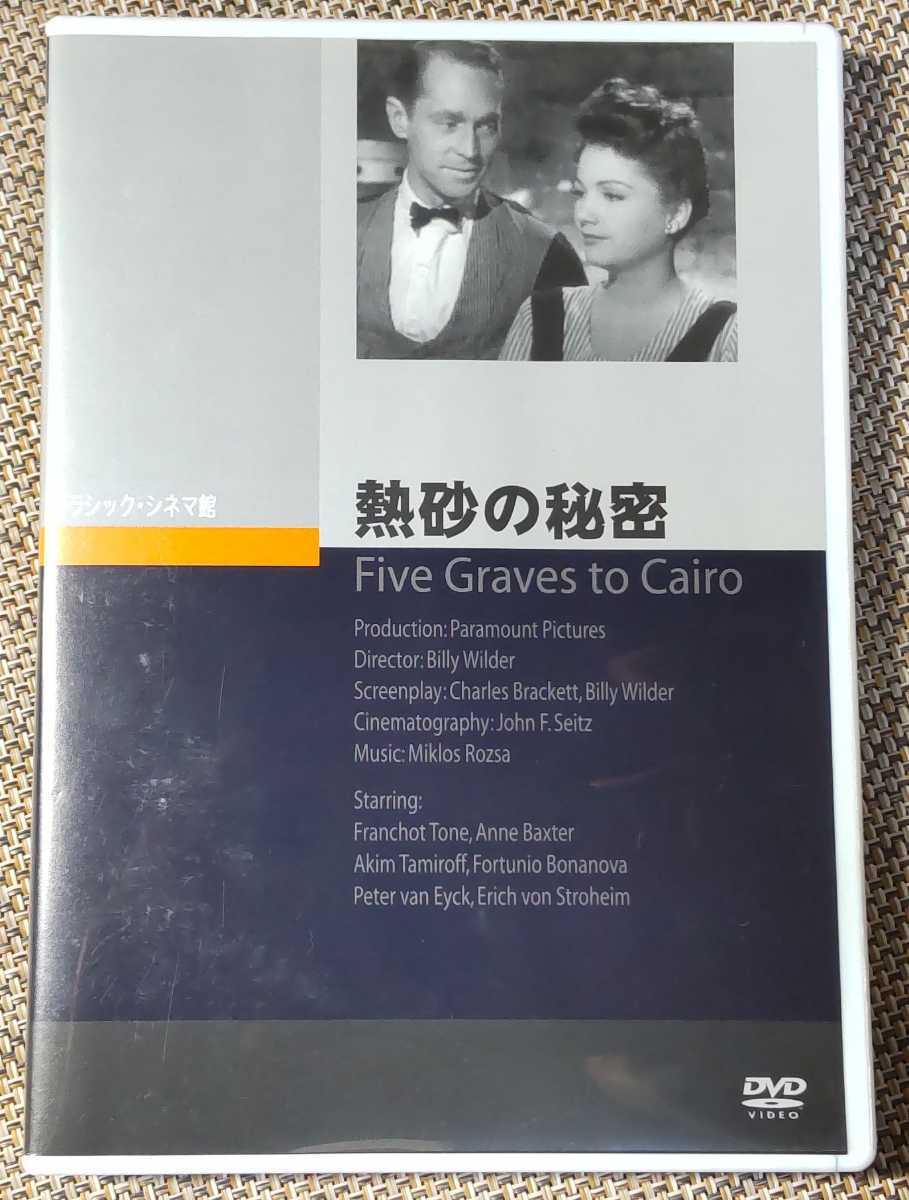 ラシック・シネマ館
熱砂の秘密
Five Graves to Cairo
Production: Paramount Pictures
Director: Billy Wilder
Screenplay: Charles Brackett, Billy Wilder
Cinematography: John F. Seitz
Music: Miklos Rozsa
Starring:
Franchot Tone, Anne Baxter
Akim Tamiroff, Fortunio Bonanova
Peter van Eyck, Erich von Stroheim
DVD
VIDEO